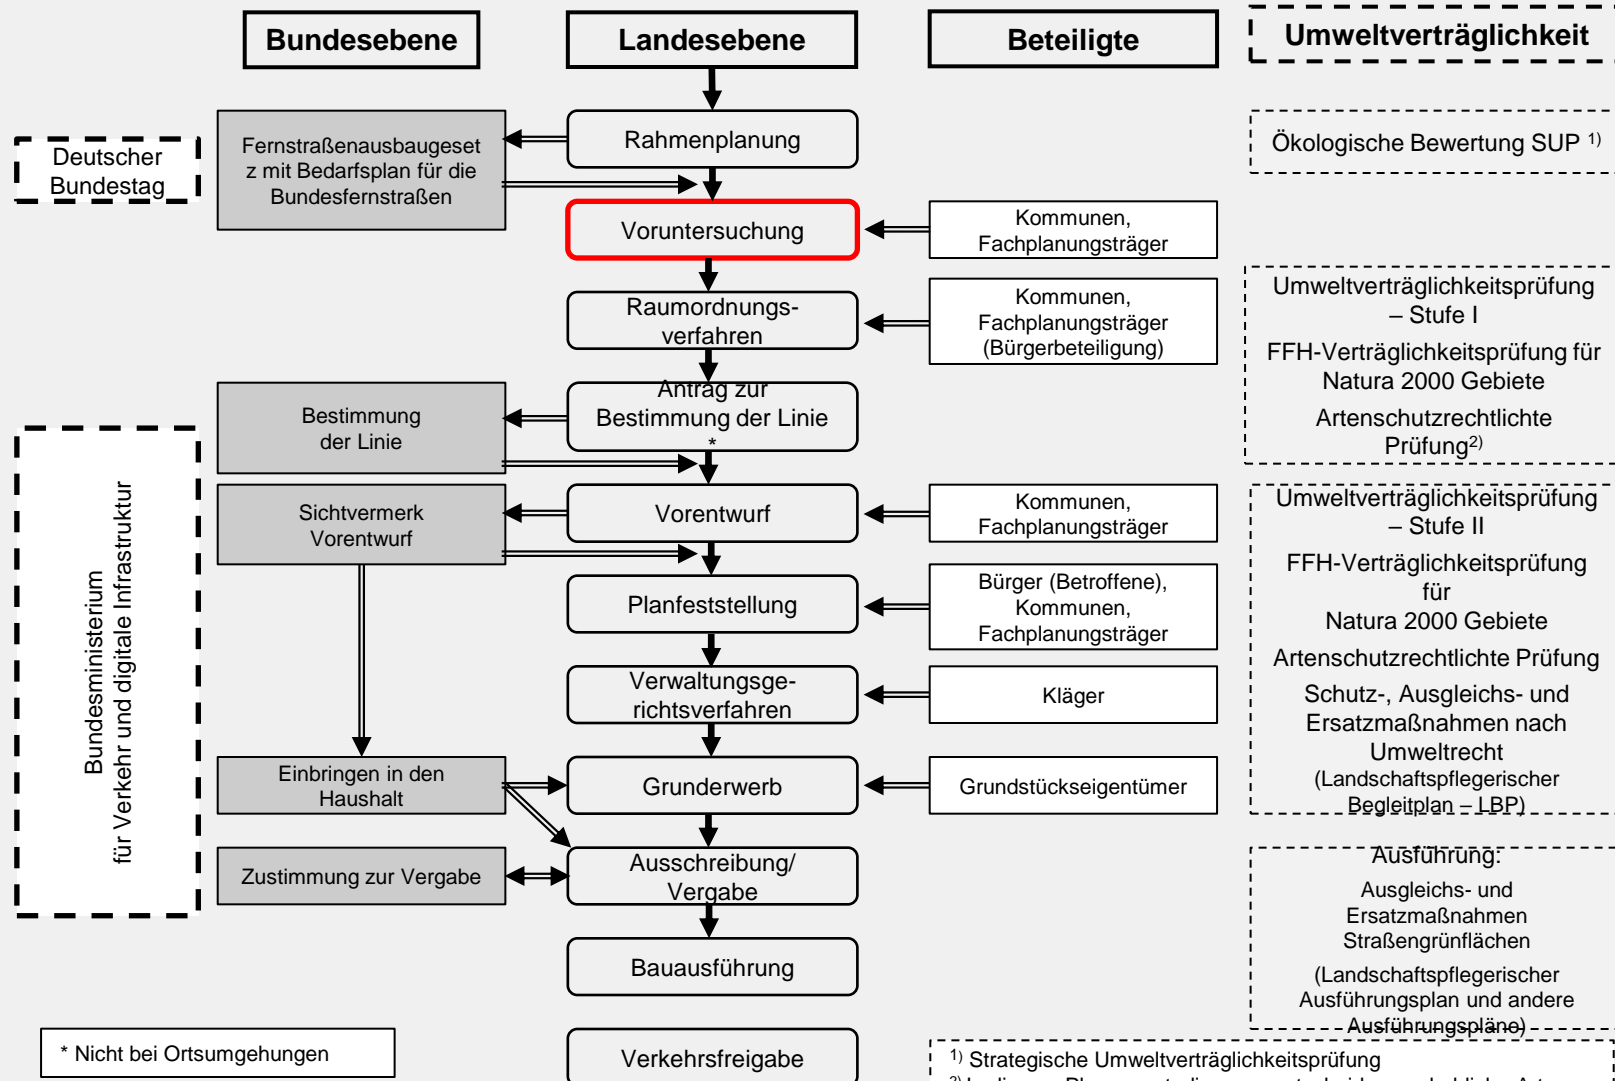 Bundesebene
Landesebene
Beteiligte
Umweltverträglichkeit
Deutscher
Bundestag
Fernstraßenausbaugeset
z mit Bedarfsplan für die
Bundesfernstraßen
Rahmenplanung
Ökologische Bewertung SUP 1)
Voruntersuchung
Kommunen,
Fachplanungsträger
Raumordnungs-
verfahren
Kommunen,
Fachplanungsträger
(Bürgerbeteiligung)
Umweltverträglichkeitsprüfung
– Stufe I
FFH-Verträglichkeitsprüfung für
Natura 2000 Gebiete
Artenschutzrechtlichte
Prüfung2)
Bestimmung
der Linie
Antrag zur
Bestimmung der Linie
*
Bundesministerium
für Verkehr und digitale Infrastruktur
Sichtvermerk
Vorentwurf
Vorentwurf
Kommunen,
Fachplanungsträger
Umweltverträglichkeitsprüfung
– Stufe II
FFH-Verträglichkeitsprüfung
für
Natura 2000 Gebiete
Artenschutzrechtlichte Prüfung
Schutz-, Ausgleichs- und
Ersatzmaßnahmen nach
Umweltrecht
(Landschaftspflegerischer
Begleitplan – LBP)
Planfeststellung
Bürger (Betroffene),
Kommunen,
Fachplanungsträger
Verwaltungsge-
richtsverfahren
Kläger
Einbringen in den
Haushalt
Grunderwerb
Grundstückseigentümer
Zustimmung zur Vergabe
Ausschreibung/
Vergabe
Ausführung:
Ausgleichs- und
Ersatzmaßnahmen
Straßengrünflächen
(Landschaftspflegerischer
Ausführungsplan und andere
Ausführungspläne)
Bauausführung
* Nicht bei Ortsumgehungen
Verkehrsfreigabe
1) Strategische Umweltverträglichkeitsprüfung